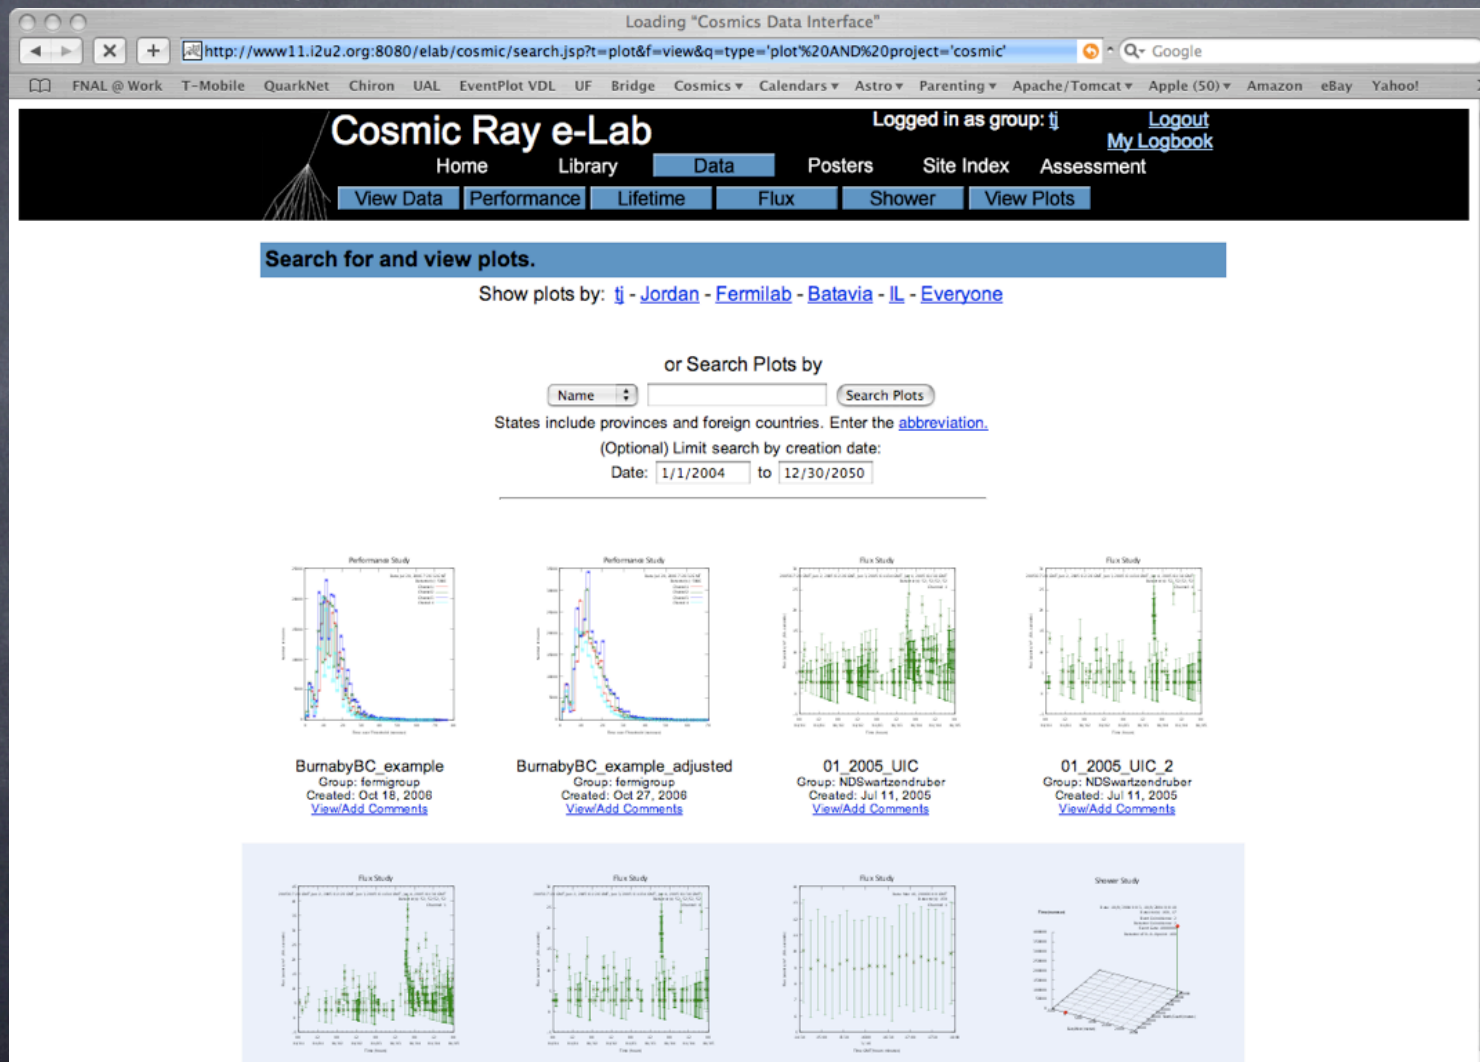 Loading "Cosmics Data Interface"
http://www11.i2u2.org:8080/elab/cosmic/search.jsp?t=plot&f=view&q=type='plot'%20AND%20project='cosmic'
Google
FNAL @ Work T-Mobile QuarkNet Chiron UAL EventPlot VDL UF Bridge Cosmics Calendars Astro Parenting Apache/Tomcat Apple (50) Amazon eBay Yahoo!
Cosmic Ray e-Lab
Logged in as group: tj
Logout
My Logbook
Home Library Data Posters Site Index Assessment
View Data Performance Lifetime Flux Shower View Plots
Search for and view plots.
Show plots by: tj - Jordan - Fermilab - Batavia - IL - Everyone
or Search Plots by
Name Search Plots
States include provinces and foreign countries. Enter the abbreviation.
(Optional) Limit search by creation date:
Date: 1/1/2004 to 12/30/2050
Performance Study Performance Study Flux Study Flux Study
BurnabyBC_example BurnabyBC_example_adjusted 01_2005_UIC 01_2005_UIC_2
Group: fermigroup Group: fermigroup Group: NDSwartzendruber Group: NDSwartzendruber
Created: Oct 18, 2006 Created: Oct 27, 2006 Created: Jul 11, 2005 Created: Jul 11, 2005
View/Add Comments View/Add Comments View/Add Comments View/Add Comments
Flux Study Flux Study Flux Study Shower Study